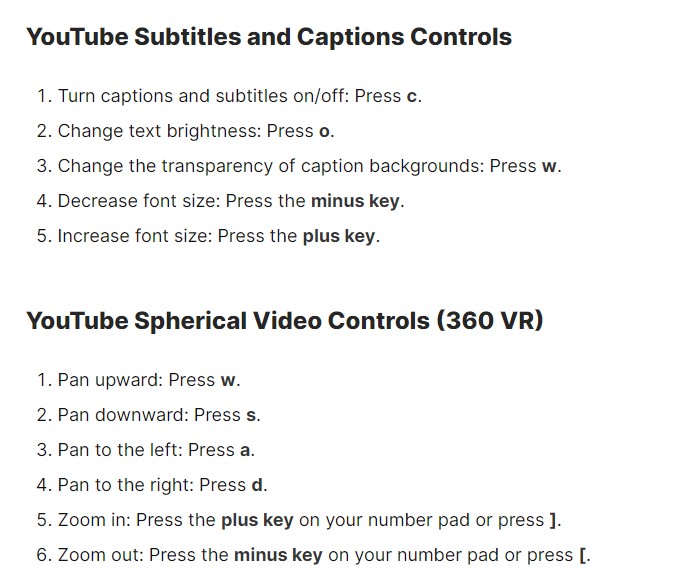 YouTube Subtitles and Captions Controls
1. Turn captions and subtitles on/off: Press c.
2. Change text brightness: Press o.
3. Change the transparency of caption backgrounds: Press w.
4. Decrease font size: Press the minus key.
5. Increase font size: Press the plus key.
YouTube Spherical Video Controls (360 VR)
1. Pan upward: Press w.
2. Pan downward: Press s.
3. Pan to the left: Press a.
4. Pan to the right: Press d.
5. Zoom in: Press the plus key on your number pad or press ].
6. Zoom out: Press the minus key on your number pad or press [.